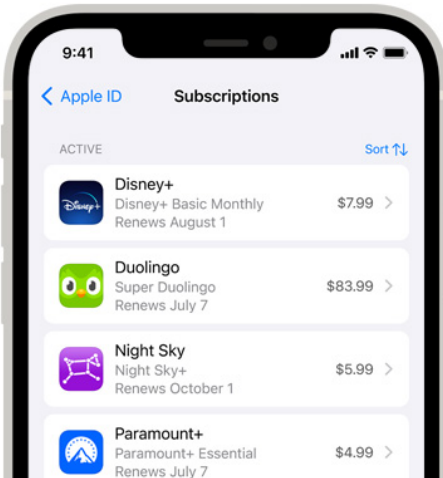 9:41
Apple ID
Subscriptions
ACTIVE
Sort
Disney+
Disney+
Disney+ Basic Monthly
$7.99
Renews August 1
Duolingo
Super Duolingo
$83.99
Renews July 7
Night Sky
Night Sky+
$5.99
Renews October 1
Paramount+
Paramount+ Essential
$4.99
Renews July 7